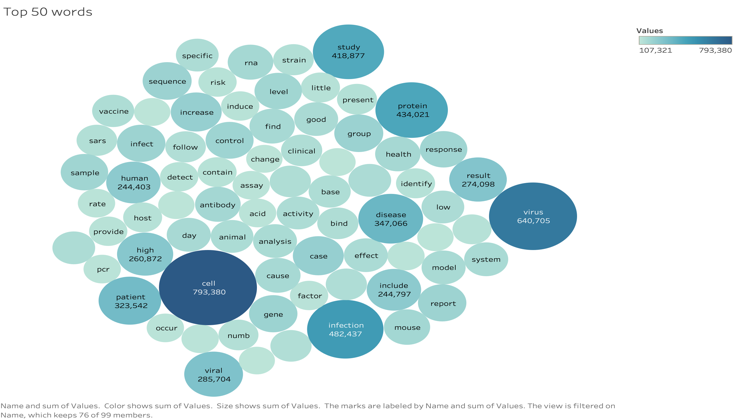 Top 50 words
Values
107,321 793,380
study
418,877
specific
rna
strain
sequence
risk
level
little
present
protein
434,021
vaccine
increase
induce
good
find
group
sars
infect
follow
control
clinical
change
health
response
sample
human
244,403
detect
contain
assay
base
identify
result
274,098
rate
host
antibody
acid
activity
bind
disease
347,066
low
virus
640,705
provide
day
animal
analysis
high
260,872
case
effect
system
pcr
cell
793,380
cause
model
patient
323,542
factor
include
244,797
report
gene
infection
482,437
mouse
occur
numb
viral
285,704
Name and sum of Values.  Color shows sum of Values.  Size shows sum of Values.  The marks are labeled by Name and sum of Values. The view is filtered on
Name, which keeps 76 of 99 members.